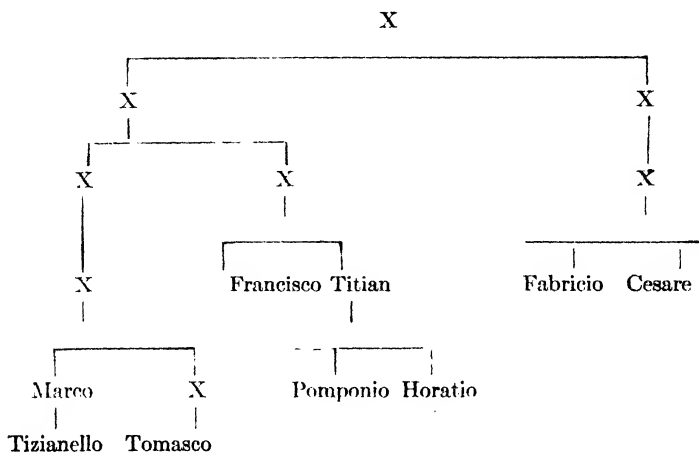 X
X X
X X X
X Francisco Titian Fabricio Cesare
Marco X Pomponio Horatio
Tizianello Tomasco